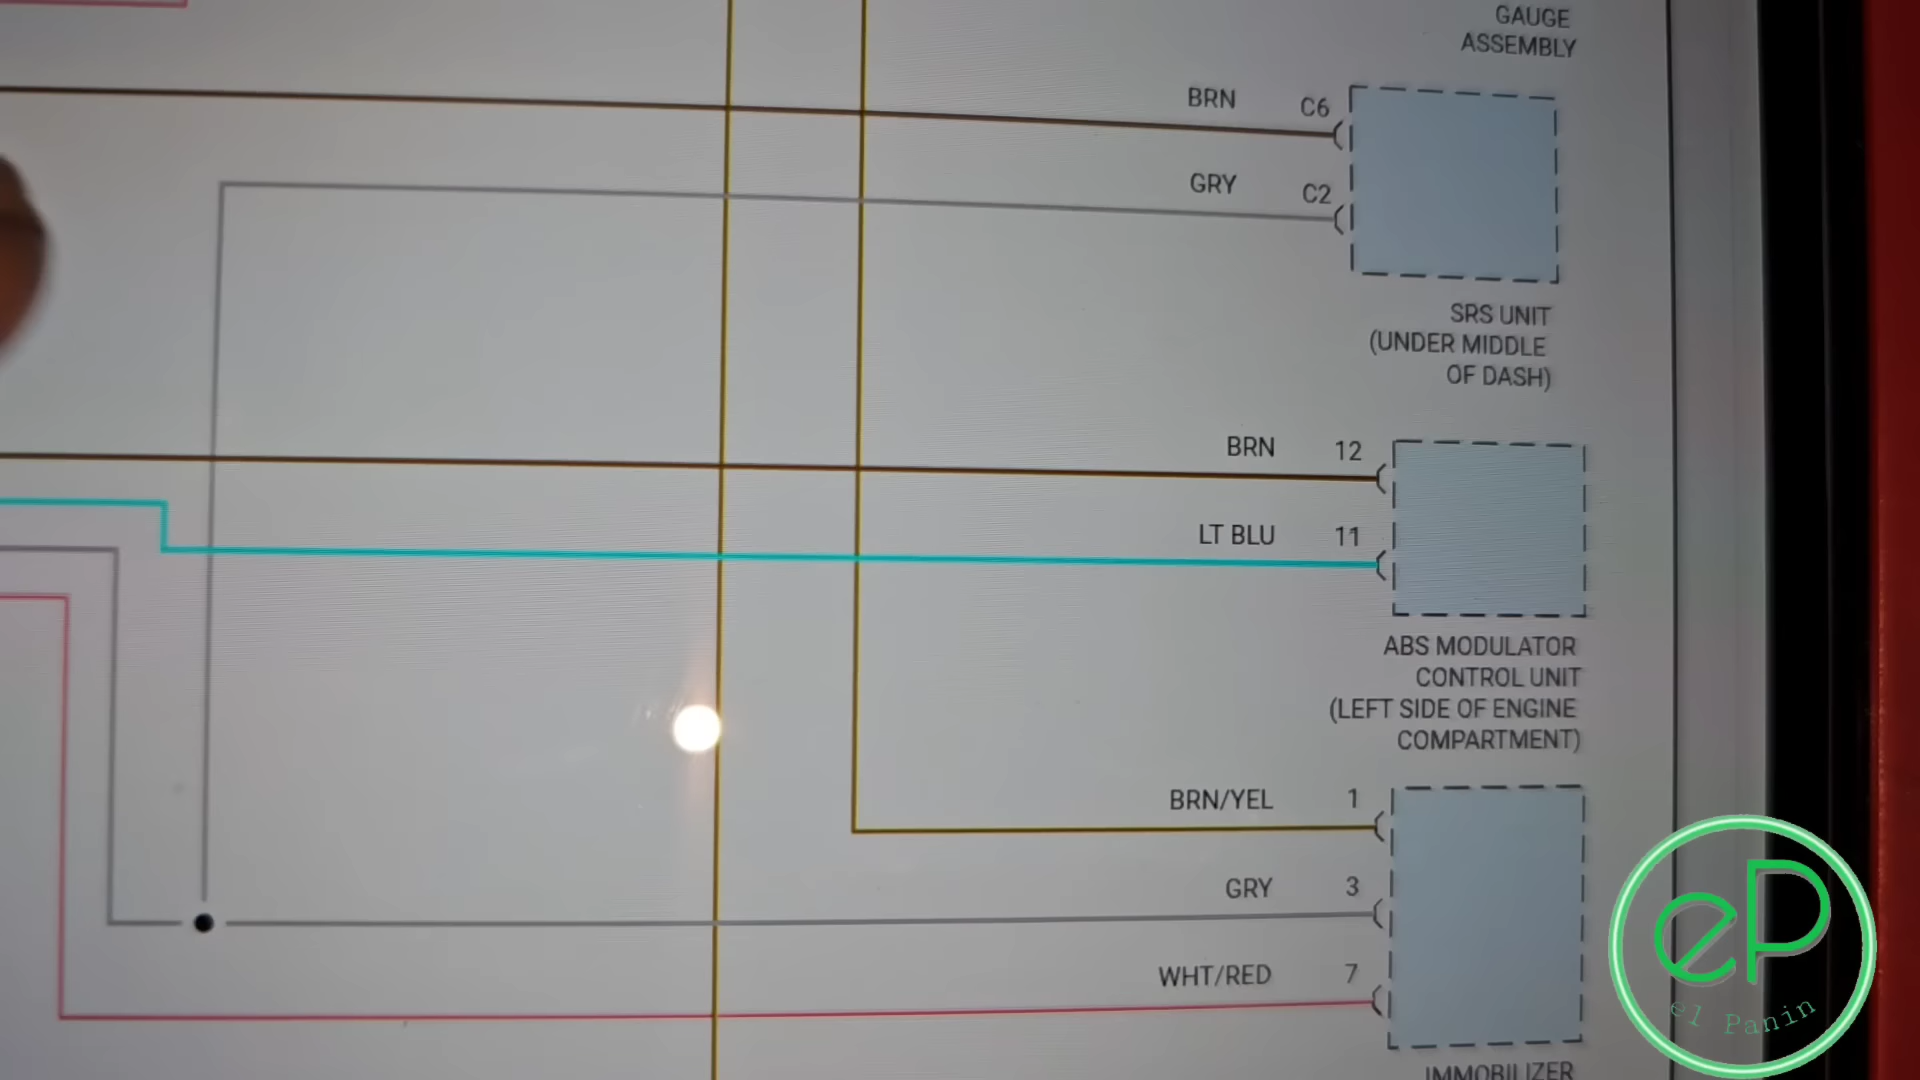 GAUGE
ASSEMBLY
BRN C6
GRY C2
SRS UNIT
(UNDER MIDDLE
OF DASH)
BRN 12
LT BLU 11
ABS MODULATOR
CONTROL UNIT
(LEFT SIDE OF ENGINE
COMPARTMENT)
BRN/YEL 1
GRY 3
WHT/RED 7
IMMOBILIZER
eP
el Panin